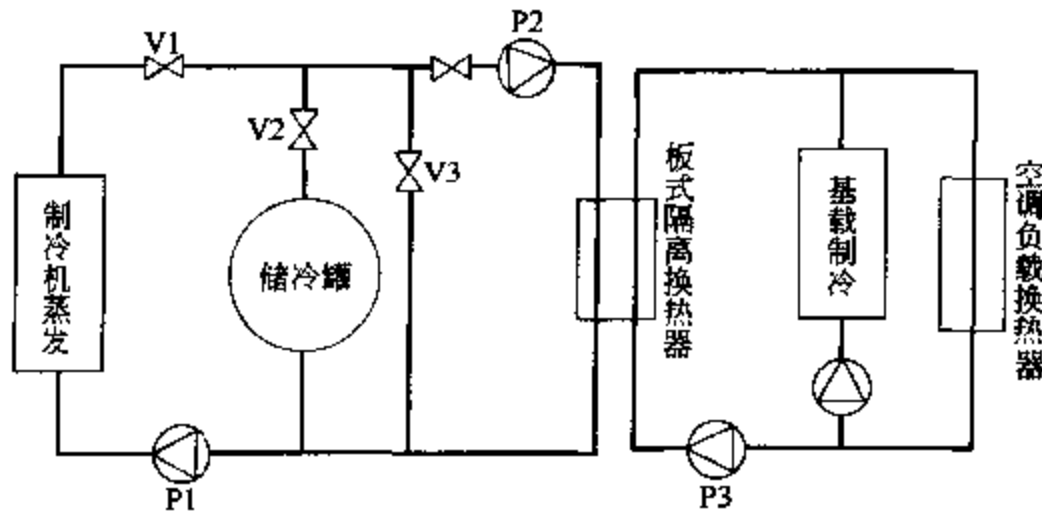 P2
V1
V2
V3
制冷机蒸发
储冷罐
板式隔离换热器
基载制冷
空调负载换热器
P1
P3